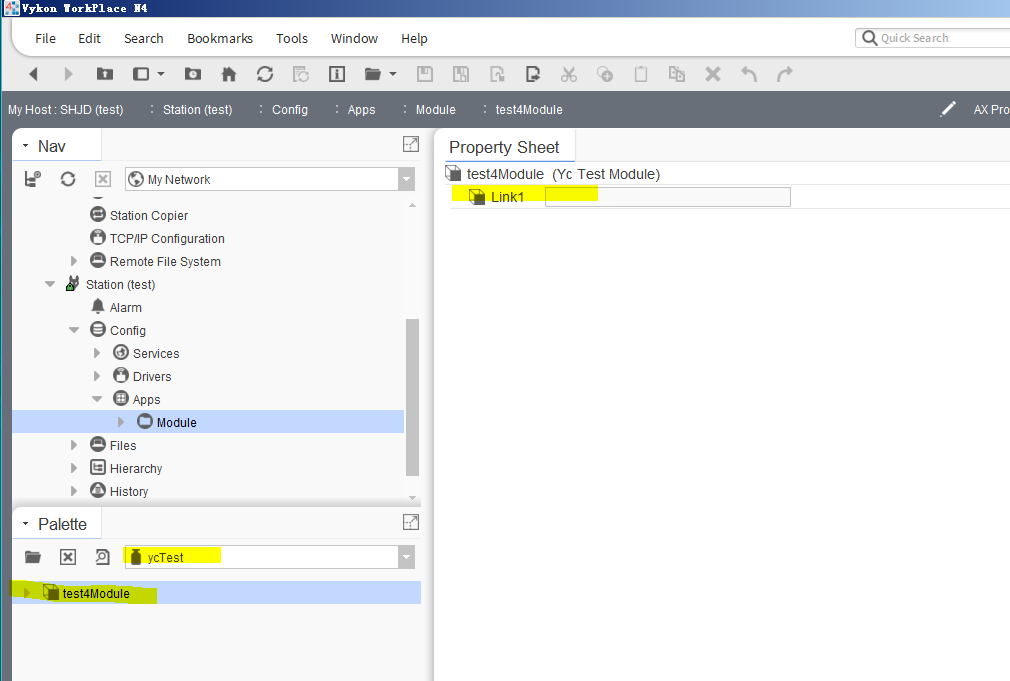 Vykon WorkPlace N4
File Edit Search Bookmarks Tools Window Help
Quick Search
My Host : SHJD (test) : Station (test) : Config : Apps : Module : test4Module
AX Pro
Nav
My Network
Station Copier
TCP/IP Configuration
Remote File System
Station (test)
Alarm
Config
Services
Drivers
Apps
Module
Files
Hierarchy
History
Palette
ycTest
test4Module
Property Sheet
test4Module (Yc Test Module)
Link1